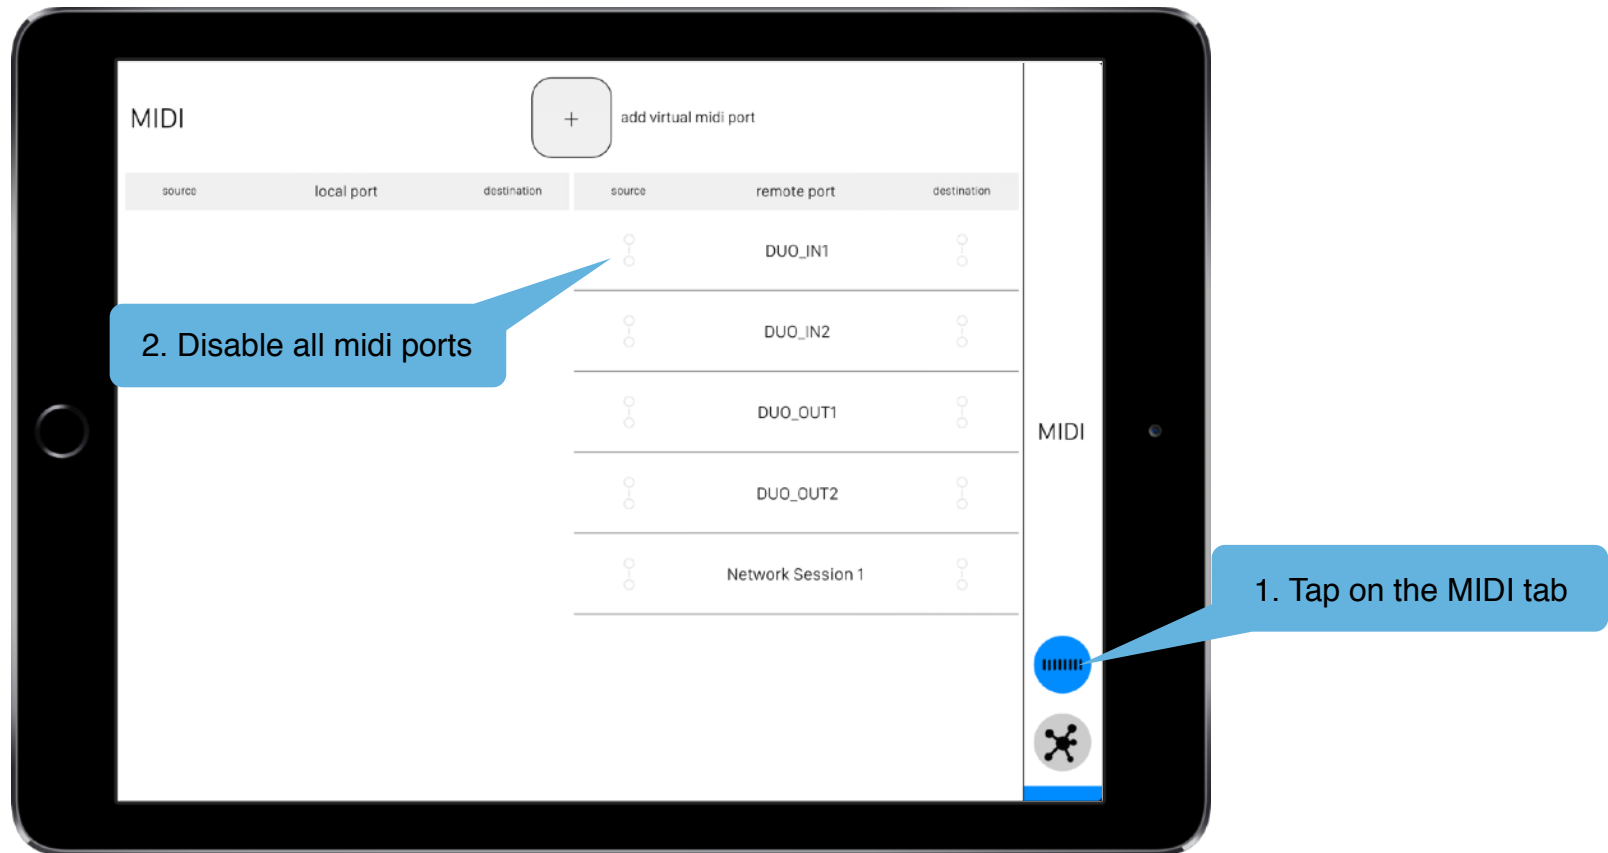 MIDI
+
add virtual midi port
source local port destination source remote port destination
DUO_IN1
2. Disable all midi ports
DUO_IN2
DUO_OUT1
MIDI
DUO_OUT2
Network Session 1
1. Tap on the MIDI tab